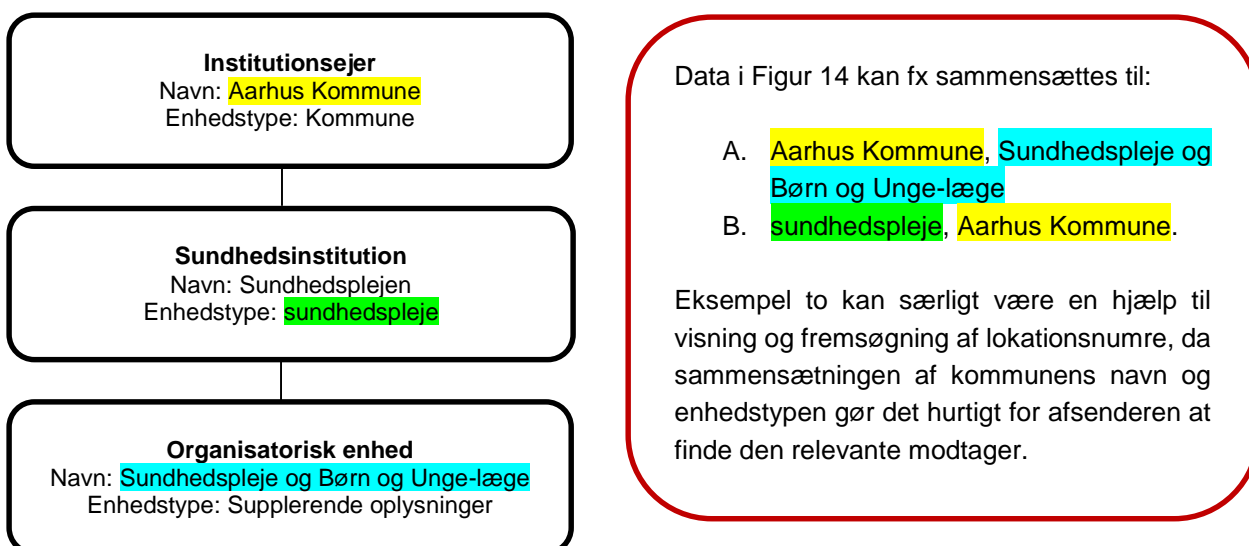 Institutionsejer
Navn: Aarhus Kommune
Enhedstype: Kommune
Sundhedsinstitution
Navn: Sundhedsplejen
Enhedstype: sundhedspleje
Organisatorisk enhed
Navn: Sundhedspleje og Børn og Unge-læge
Enhedstype: Supplerende oplysninger
Data i Figur 14 kan fx sammensættes til:
A. Aarhus Kommune, Sundhedspleje og
Børn og Unge-læge
B. sundhedspleje, Aarhus Kommune.
Eksempel to kan særligt være en hjælp til
visning og fremsøgning af lokationsnumre, da
sammensætningen af kommunens navn og
enhedstypen gør det hurtigt for afsenderen at
finde den relevante modtager.